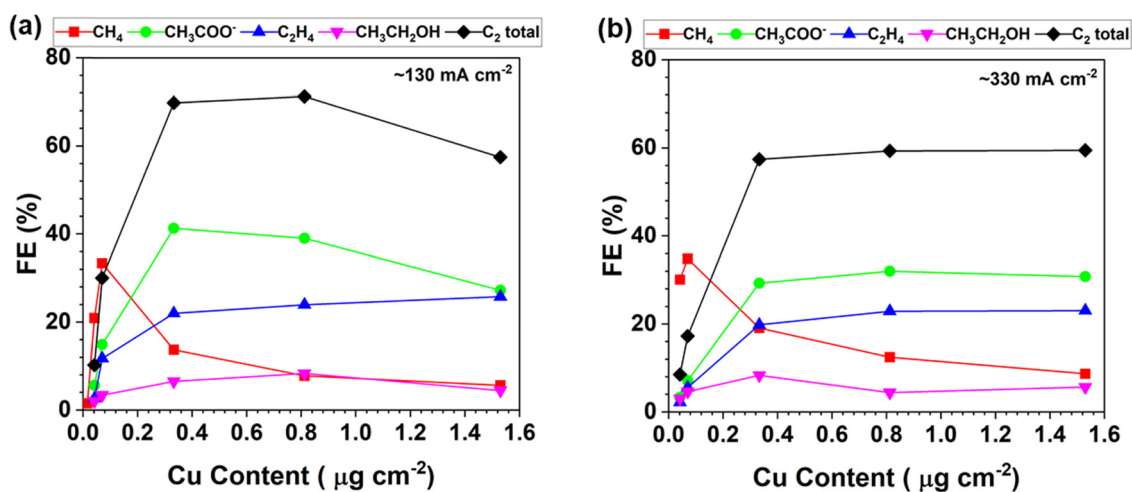 (a)
CH₄ CH₃COO⁻ C₂H₄ CH₃CH₂OH C₂ total
~130 mA cm⁻²
80
60
40
20
0
FE (%)
0.0 0.2 0.4 0.6 0.8 1.0 1.2 1.4 1.6
Cu Content ( μg cm⁻²)
(b)
CH₄ CH₃COO⁻ C₂H₄ CH₃CH₂OH C₂ total
~330 mA cm⁻²
80
60
40
20
0
FE (%)
0.0 0.2 0.4 0.6 0.8 1.0 1.2 1.4 1.6
Cu Content ( μg cm⁻²)